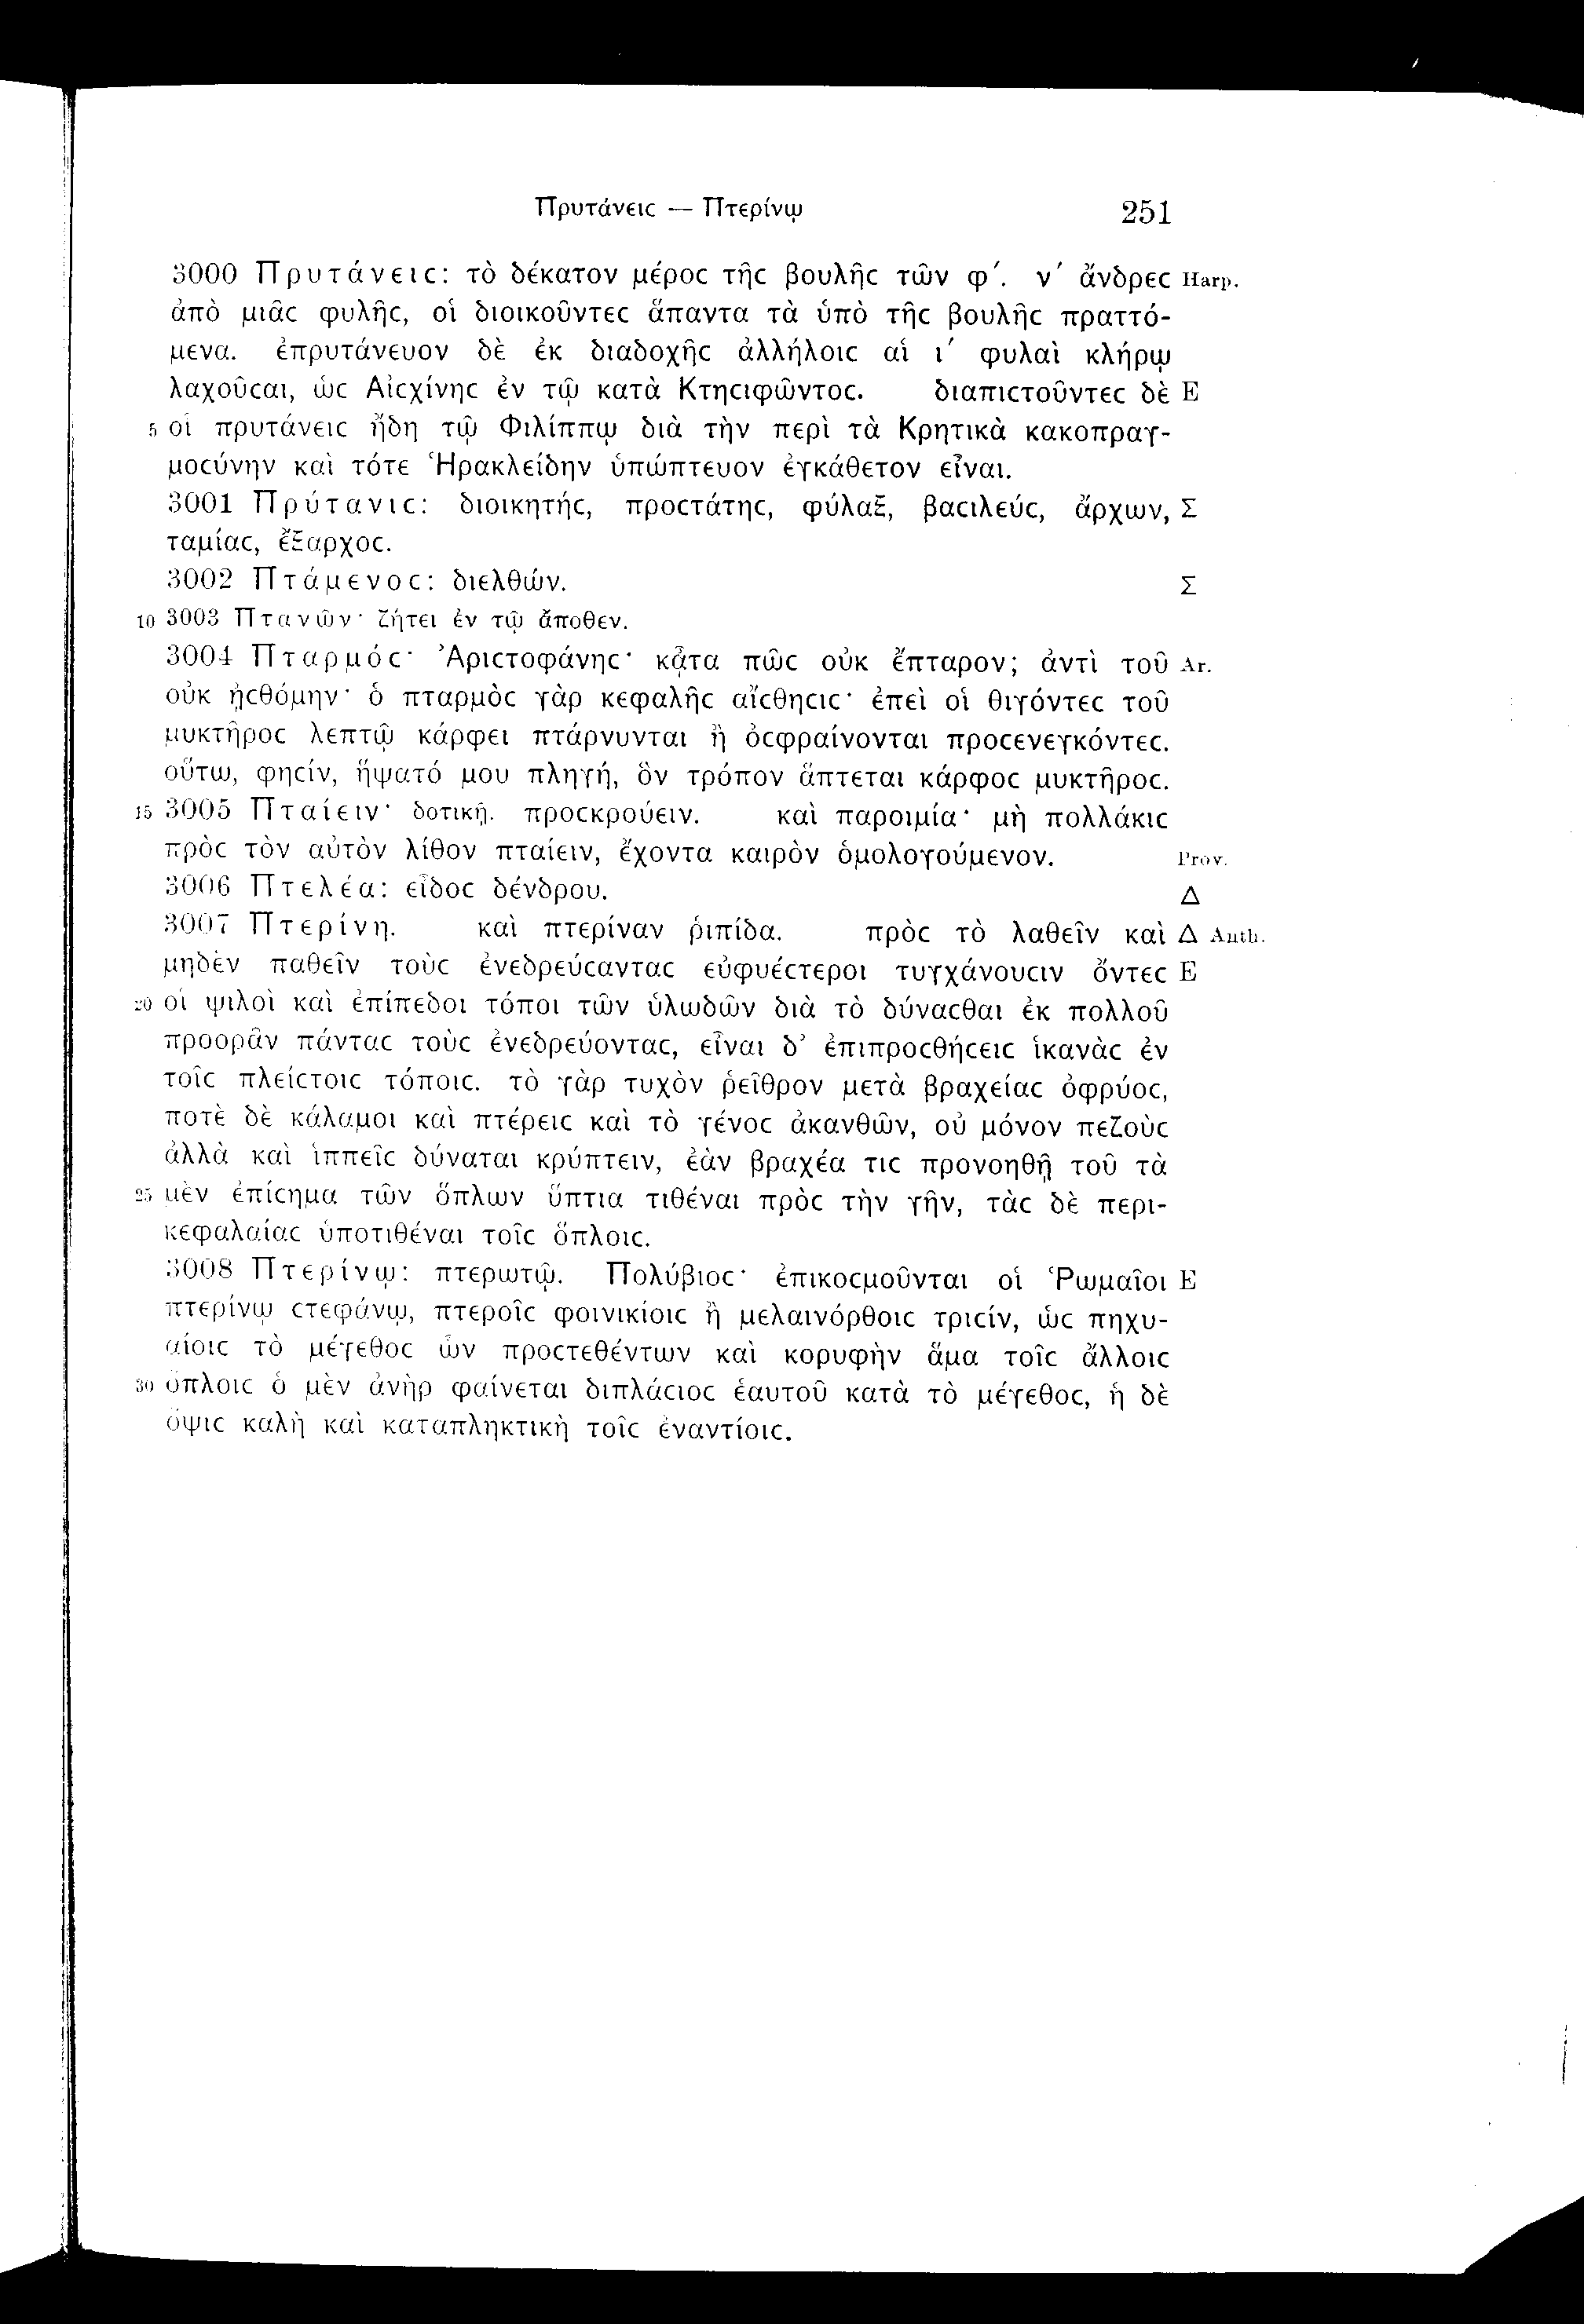 Πρυτάνειϲ — Πτερίνῳ 251
3000 Πρυτάνειϲ: τὸ δέκατον μέροϲ τῆϲ βουλῆϲ τῶν φ΄. ν΄ ἄνδρεϲ Harp.
ἀπὸ μιᾶϲ φυλῆϲ, οἱ διοικοῦντεϲ ἅπαντα τὰ ὑπὸ τῆϲ βουλῆϲ πραττό-
μενα. ἐπρυτάνευον δὲ ἐκ διαδοχῆϲ ἀλλήλοιϲ αἱ ι΄ φυλαὶ κλήρῳ
λαχοῦϲαι, ὡϲ Αἰϲχίνηϲ ἐν τῷ κατὰ Κτηϲιφῶντοϲ. διαπιϲτοῦντεϲ δὲ E
5 οἱ πρυτάνειϲ ἤδη τῷ Φιλίππῳ διὰ τὴν περὶ τὰ Κρητικὰ κακοπραγ-
μοϲύνην καὶ τότε Ἡρακλείδην ὑπώπτευον ἐγκάθετον εἶναι.
3001 Πρύτανιϲ: διοικητήϲ, προϲτάτηϲ, φύλαξ, βαϲιλεύϲ, ἄρχων, Σ
ταμίαϲ, ἔξαρχοϲ.
3002 Πτάμενοϲ: διελθών. Σ
10 3003 Πτανῶν· ζήτει ἐν τῷ ἄποθεν.
3004 Πταρμόϲ· Ἀριϲτοφάνηϲ· κᾆτα πῶϲ οὐκ ἔπταρον; ἀντὶ τοῦ Ar.
οὐκ ᾐϲθόμην· ὁ πταρμὸϲ γὰρ κεφαλῆϲ αἴϲθηϲιϲ· ἐπεὶ οἱ θιγόντεϲ τοῦ
μυκτῆροϲ λεπτῷ κάρφει πτάρνυνται ἢ ὀϲφραίνονται προϲενεγκόντεϲ.
οὕτω, φηϲίν, ἥψατό μου πληγή, ὃν τρόπον ἅπτεται κάρφοϲ μυκτῆροϲ.
15 3005 Πταίειν· δοτικῇ. προϲκρούειν. καὶ παροιμία· μὴ πολλάκιϲ
πρὸϲ τὸν αὐτὸν λίθον πταίειν, ἔχοντα καιρὸν ὁμολογούμενον. Prov.
3006 Πτελέα: εἶδοϲ δένδρου. Δ
3007 Πτερίνη. καὶ πτερίναν ῥιπίδα. πρὸϲ τὸ λαθεῖν καὶ Δ Anth.
μηδὲν παθεῖν τοὺϲ ἐνεδρεύϲανταϲ εὐφυέϲτεροι τυγχάνουϲιν ὄντεϲ E
20 οἱ ψιλοὶ καὶ ἐπίπεδοι τόποι τῶν ὑλωδῶν διὰ τὸ δύναϲθαι ἐκ πολλοῦ
προορᾶν πάνταϲ τοὺϲ ἐνεδρεύονταϲ, εἶναι δ’ ἐπιπροϲθήϲειϲ ἱκανὰϲ ἐν
τοῖϲ πλείϲτοιϲ τόποιϲ. τὸ γὰρ τυχὸν ῥεῖθρον μετὰ βραχείαϲ ὀφρύοϲ,
ποτὲ δὲ κάλαμοι καὶ πτέρειϲ καὶ τὸ γένοϲ ἀκανθῶν, οὐ μόνον πεζοὺϲ
ἀλλὰ καὶ ἱππεῖϲ δύναται κρύπτειν, ἐὰν βραχέα τιϲ προνοηθῇ τοῦ τὰ
25 μὲν ἐπίϲημα τῶν ὅπλων ὕπτια τιθέναι πρὸϲ τὴν γῆν, τὰϲ δὲ περι-
κεφαλαίαϲ ὑποτιθέναι τοῖϲ ὅπλοιϲ.
3008 Πτερίνῳ: πτερωτῷ. Πολύβιοϲ· ἐπικοϲμοῦνται οἱ Ῥωμαῖοι E
πτερίνῳ ϲτεφάνῳ, πτεροῖϲ φοινικίοιϲ ἢ μελαινόρθοιϲ τριϲίν, ὡϲ πηχυ-
αίοιϲ τὸ μέγεθοϲ ὧν προϲτεθέντων καὶ κορυφὴν ἅμα τοῖϲ ἄλλοιϲ
30 ὅπλοιϲ ὁ μὲν ἀνὴρ φαίνεται διπλάϲιοϲ ἑαυτοῦ κατὰ τὸ μέγεθοϲ, ἡ δὲ
ὄψιϲ καλὴ καὶ καταπληκτικὴ τοῖϲ ἐναντίοιϲ.